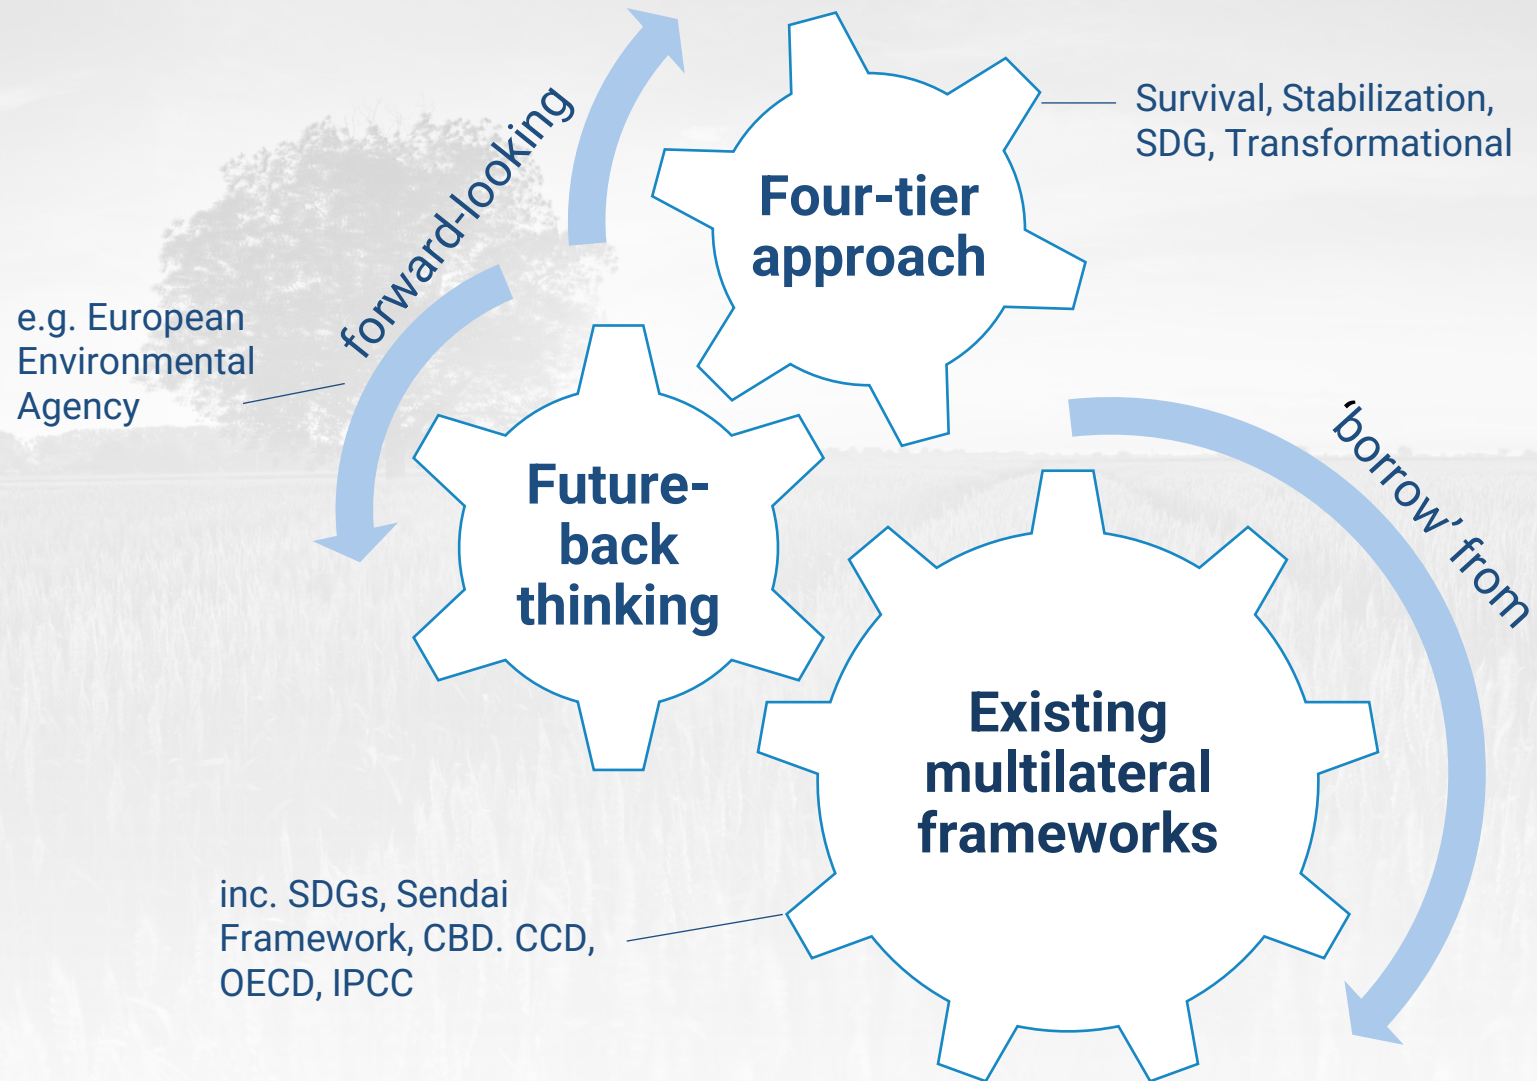 forward-looking
Survival, Stabilization,
SDG, Transformational
Four-tier
approach
e.g. European
Environmental
Agency
‘borrow’ from
Future-
back
thinking
Existing
multilateral
frameworks
inc. SDGs, Sendai
Framework, CBD. CCD,
OECD, IPCC